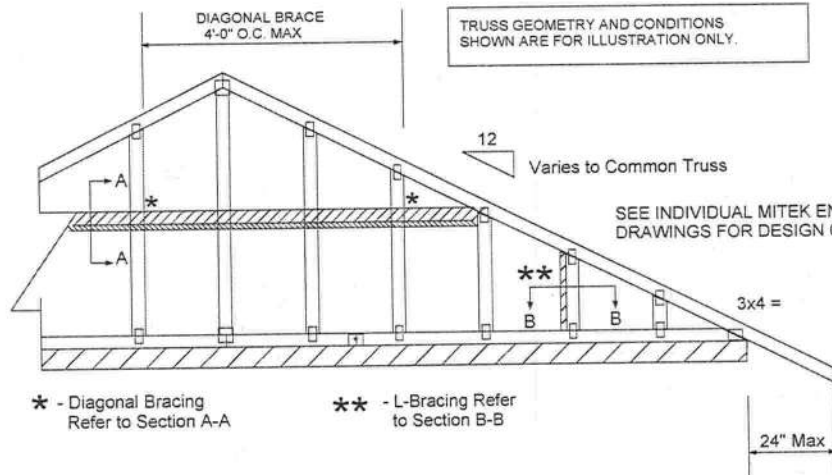 DIAGONAL BRACE
4'-0" O.C. MAX
TRUSS GEOMETRY AND CONDITIONS
SHOWN ARE FOR ILLUSTRATION ONLY.
12
Varies to Common Truss
A
*
*
SEE INDIVIDUAL MITEK EN
DRAWINGS FOR DESIGN
A
**
B
B
3x4 =
* - Diagonal Bracing
Refer to Section A-A
** - L-Bracing Refer
to Section B-B
24" Max